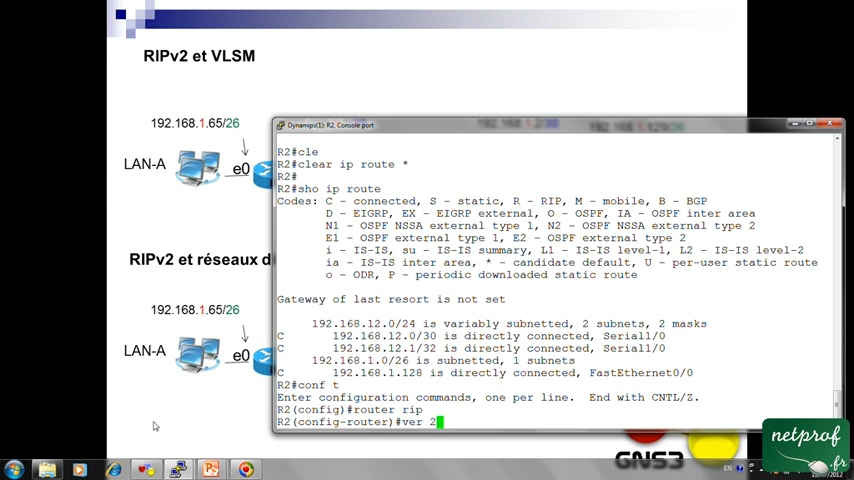 RIPv2 et VLSM
192.168.1.65/26
LAN-A
e0
RIPv2 et réseaux d
192.168.1.65/26
LAN-A
e0
Dynamips(1): R2, Console port
R2#cle
R2#clear ip route *
R2#
R2#sho ip route
Codes: C - connected, S - static, R - RIP, M - mobile, B - BGP
D - EIGRP, EX - EIGRP external, O - OSPF, IA - OSPF inter area
N1 - OSPF NSSA external type 1, N2 - OSPF NSSA external type 2
E1 - OSPF external type 1, E2 - OSPF external type 2
i - IS-IS, su - IS-IS summary, L1 - IS-IS level-1, L2 - IS-IS level-2
ia - IS-IS inter area, * - candidate default, U - per-user static route
o - ODR, P - periodic downloaded static route
Gateway of last resort is not set
192.168.12.0/24 is variably subnetted, 2 subnets, 2 masks
C 192.168.12.0/30 is directly connected, Serial1/0
C 192.168.12.1/32 is directly connected, Serial1/0
192.168.1.0/26 is subnetted, 1 subnets
C 192.168.1.128 is directly connected, FastEthernet0/0
R2#conf t
Enter configuration commands, one per line. End with CNTL/Z.
R2(config)#router rip
R2(config-router)#ver 2
GNS3
EN
netprof
.fr